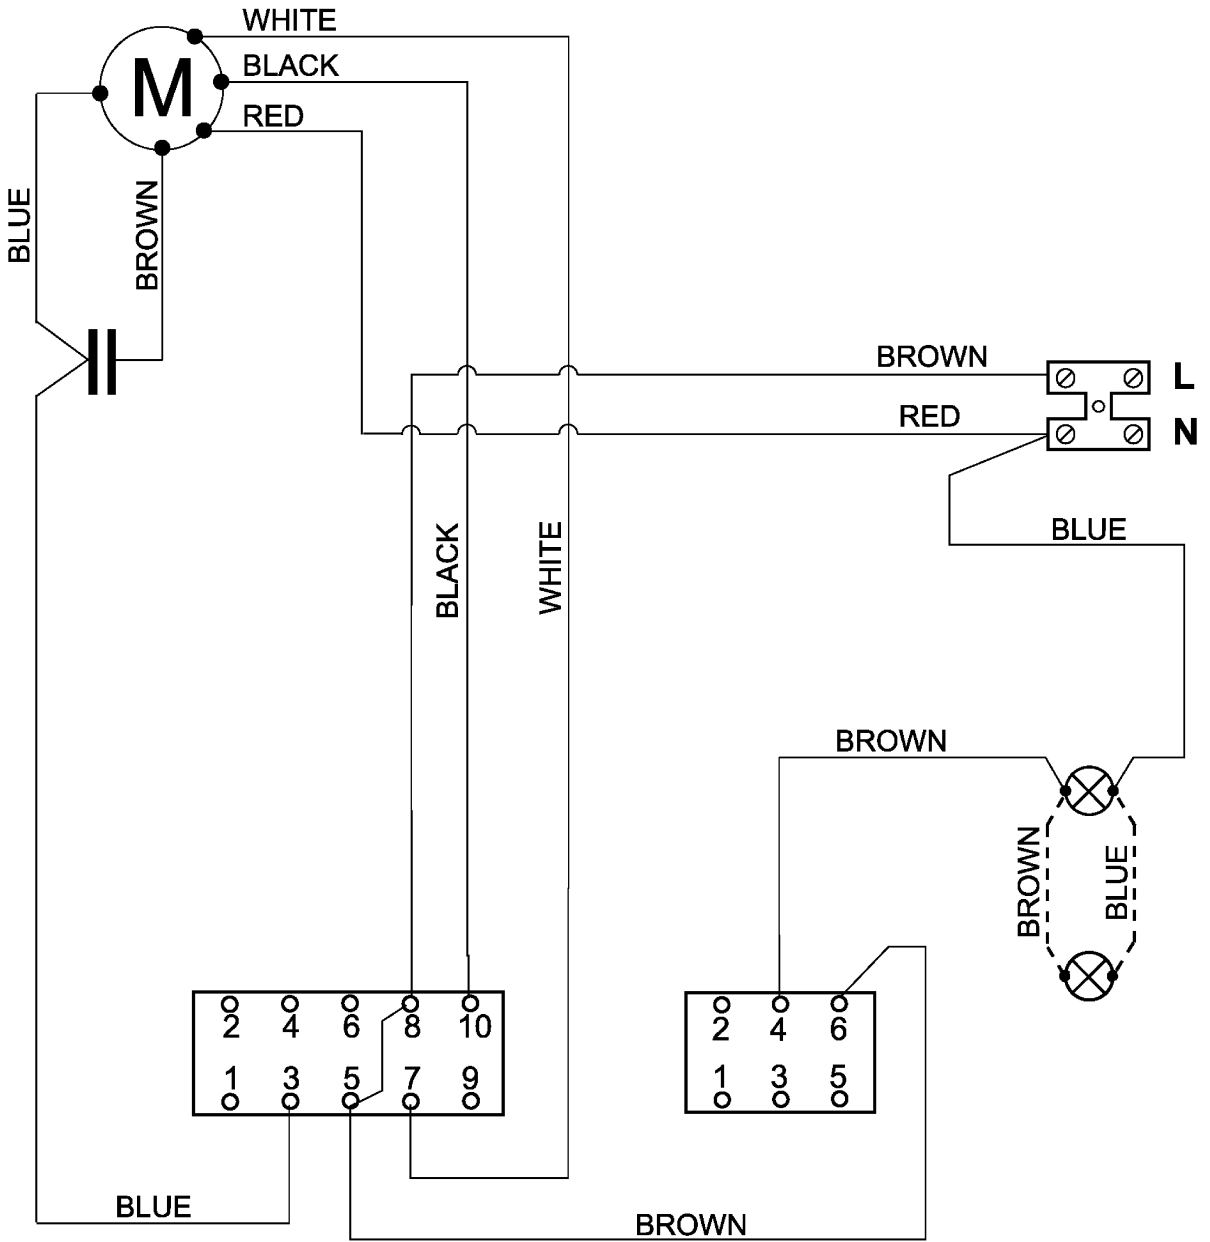 WHITE
M
BLACK
RED
BLUE
BROWN
BROWN
L
RED
N
BLACK
WHITE
BLUE
BROWN
BROWN
BLUE
2 4 6 8 10
1 3 5 7 9
2 4 6
1 3 5
BLUE
BROWN